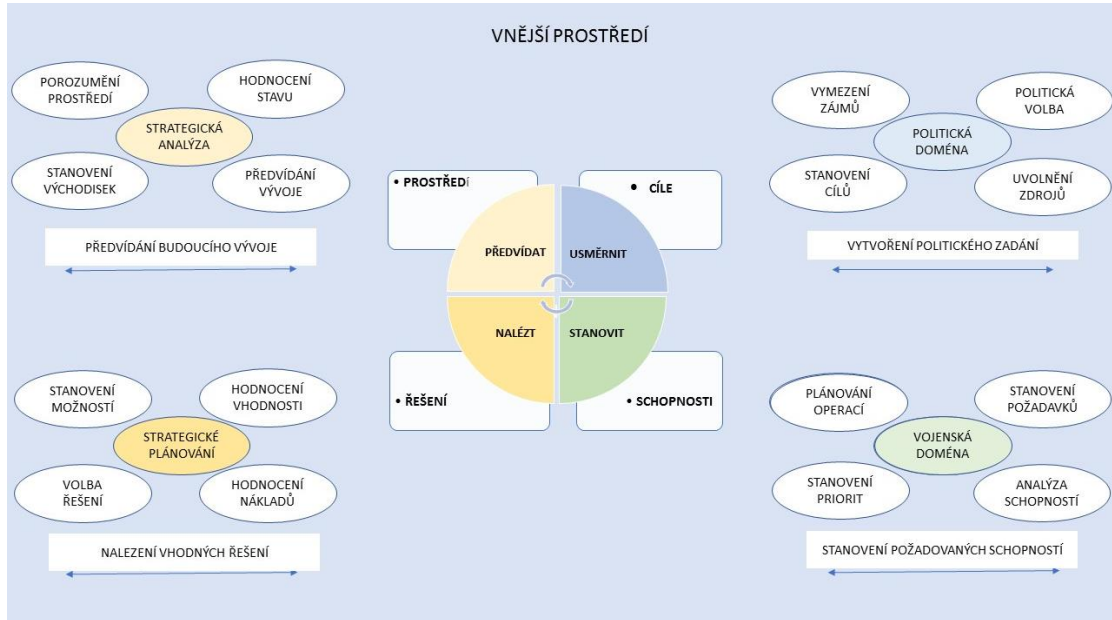 VNĚJŠÍ PROSTŘEDÍ
POROZUMĚNÍ
PROSTŘEDÍ
HODNOCENÍ
STAVU
STRATEGICKÁ
ANALÝZA
STANOVENÍ
VÝCHODISEK
PŘEDVÍDÁNÍ
VÝVOJE
PŘEDVÍDÁNÍ BUDOUCÍHO VÝVOJE
VYMEZENÍ
ZÁJMŮ
POLITICKÁ
VOLBA
POLITICKÁ
DOMÉNA
STANOVENÍ
CÍLŮ
UVOLNĚNÍ
ZDROJŮ
VYTVOŘENÍ POLITICKÉHO ZADÁNÍ
• PROSTŘEDÍ
• CÍLE
PŘEDVÍDAT
USMĚRNIT
NALÉZT
STANOVIT
• ŘEŠENÍ
• SCHOPNOSTI
STANOVENÍ
MOŽNOSTÍ
HODNOCENÍ
VHODNOSTI
STRATEGICKÉ
PLÁNOVÁNÍ
VOLBA
ŘEŠENÍ
HODNOCENÍ
NÁKLADŮ
NALEZENÍ VHODNÝCH ŘEŠENÍ
PLÁNOVÁNÍ
OPERACÍ
STANOVENÍ
POŽADAVKŮ
VOJENSKÁ
DOMÉNA
STANOVENÍ
PRIORIT
ANALÝZA
SCHOPNOSTÍ
STANOVENÍ POŽADOVANÝCH SCHOPNOSTÍ